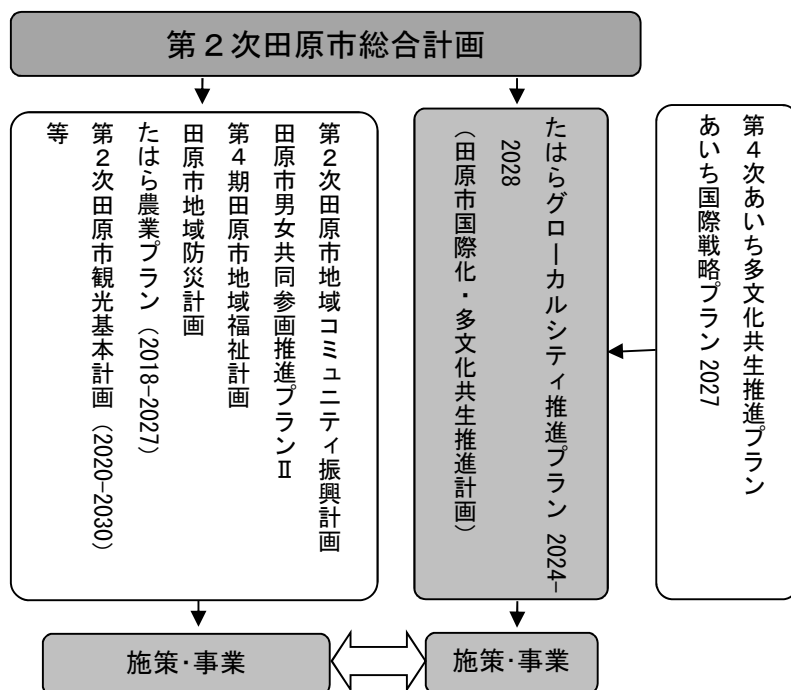 第２次田原市総合計画
第２次田原市地域コミュニティ振興計画
田原市男女共同参画推進プランⅡ
第４期田原市地域福祉計画
田原市地域防災計画
たはら農業プラン（2018-2027）
第２次田原市観光基本計画（2020-2030）
等
たはらグローカルシティ推進プラン 2024-
2028
（田原市国際化・多文化共生推進計画）
第４次あいち多文化共生推進プラン
あいち国際戦略プラン 2027
施策･事業
施策･事業